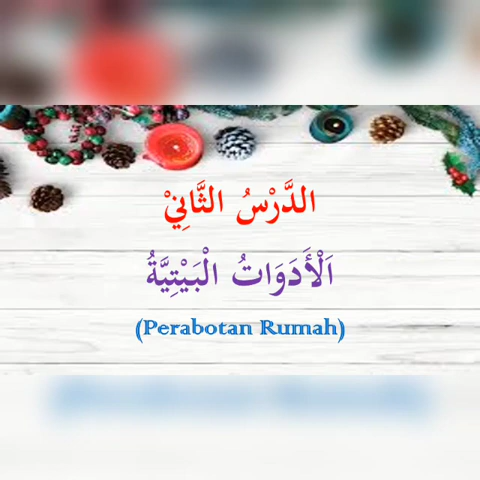 الدَّرْسُ الثَّانِيْ
اَلْأَدَوَاتُ الْبَيْتِيَّةُ
(Perabotan Rumah)